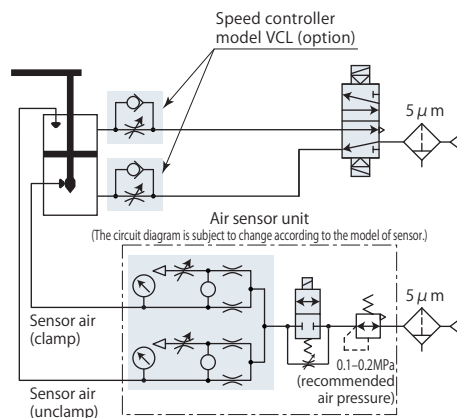 Speed controller
model VCL (option)
5 μm
Air sensor unit
(The circuit diagram is subject to change according to the model of sensor.)
5 μm
Sensor air
(clamp)
0.1–0.2MPa
(recommended
air pressure)
Sensor air
(unclamp)